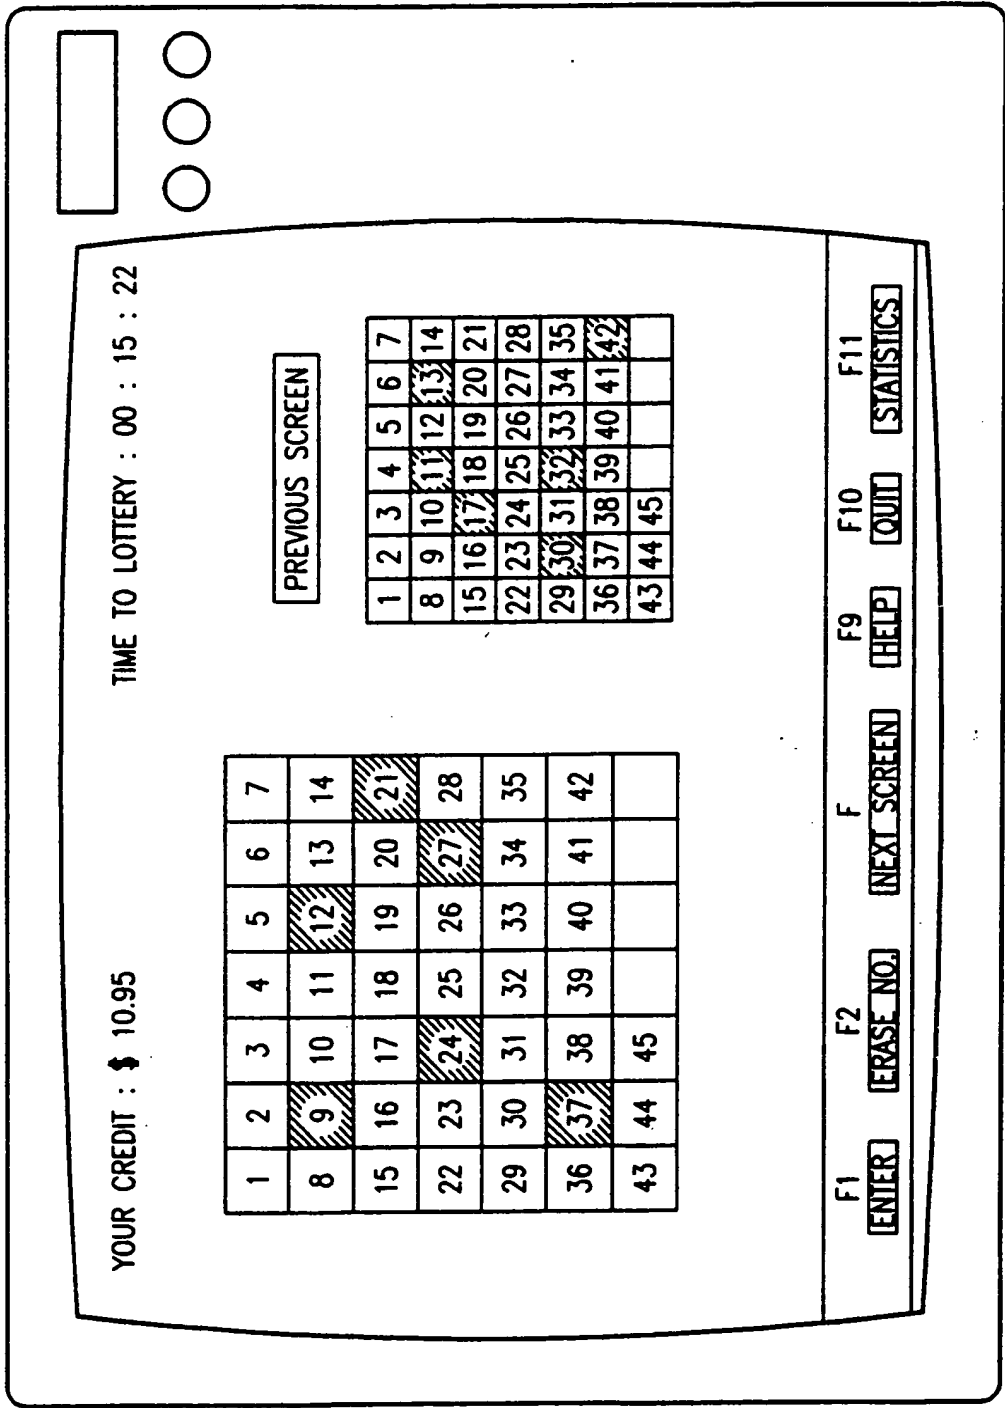 YOUR CREDIT : $ 10.95
TIME TO LOTTERY : 00 : 15 : 22
1 2 3 4 5 6 7
8 9 10 11 12 13 14
15 16 17 18 19 20 21
22 23 24 25 26 27 28
29 30 31 32 33 34 35
36 37 38 39 40 41 42
43 44 45
PREVIOUS SCREEN
1 2 3 4 5 6 7
8 9 10 11 12 13 14
15 16 17 18 19 20 21
22 23 24 25 26 27 28
29 30 31 32 33 34 35
36 37 38 39 40 41 42
43 44 45
F1 F2 F F9 F10 F11
ENTER ERASE NO. NEXT SCREEN HELP QUIT STATISTICS